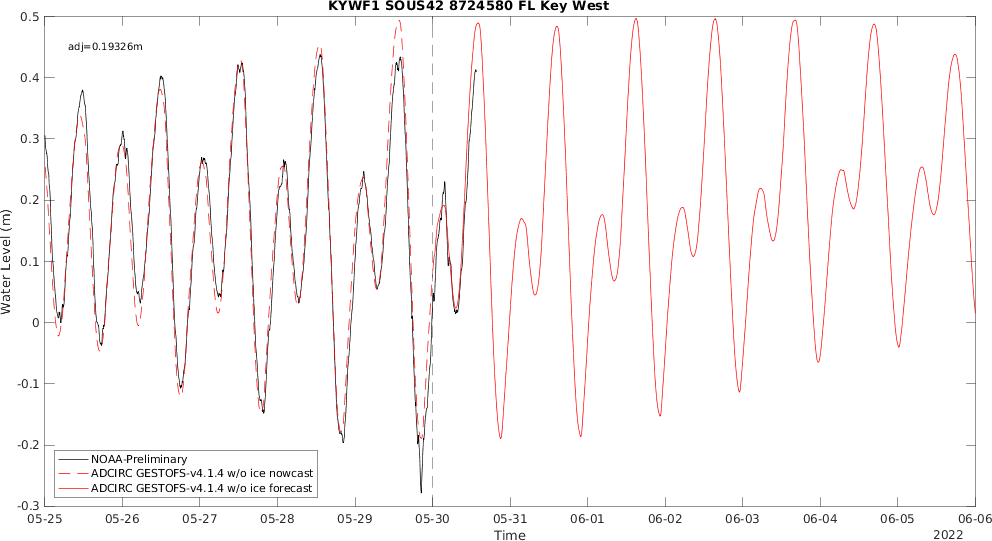 KYWF1 SOUS42 8724580 FL Key West
adj=0.19326m
0.5
0.4
0.3
0.2
0.1
0
-0.1
-0.2
-0.3
Water Level (m)
NOAA-Preliminary
ADCIRC GESTOFS-v4.1.4 w/o ice nowcast
ADCIRC GESTOFS-v4.1.4 w/o ice forecast
05-25 05-26 05-27 05-28 05-29 05-30 05-31 06-01 06-02 06-03 06-04 06-05 06-06
Time
2022